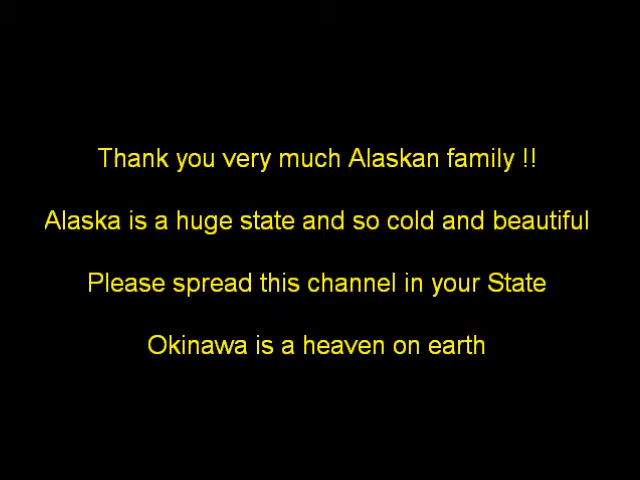 Thank you very much Alaskan family !!
Alaska is a huge state and so cold and beautiful
Please spread this channel in your State
Okinawa is a heaven on earth